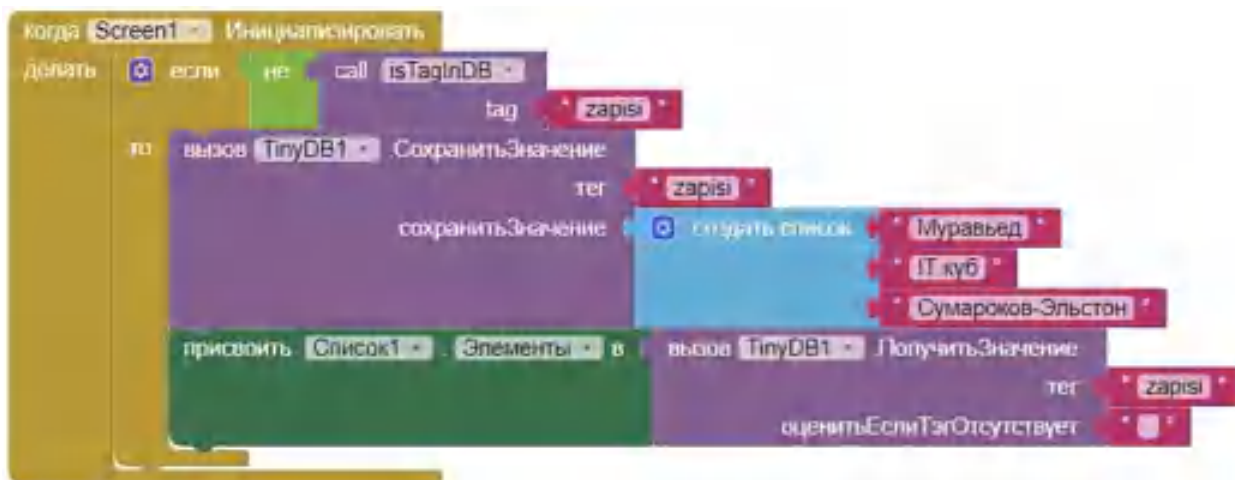 когда Screen1 . Инициализировать
делать если не call isTagInDB
tag " zapisi "
то вызов TinyDB1 .СохранитьЗначение
тег " zapisi "
сохранитьЗначение создать список " Муравьед "
" IT куб "
" Сумароков-Эльстон "
присвоить Список1 . Элементы в вызов TinyDB1 .ПолучитьЗначение
тег " zapisi "
оценитьЕслиТэгОтсутствует " "